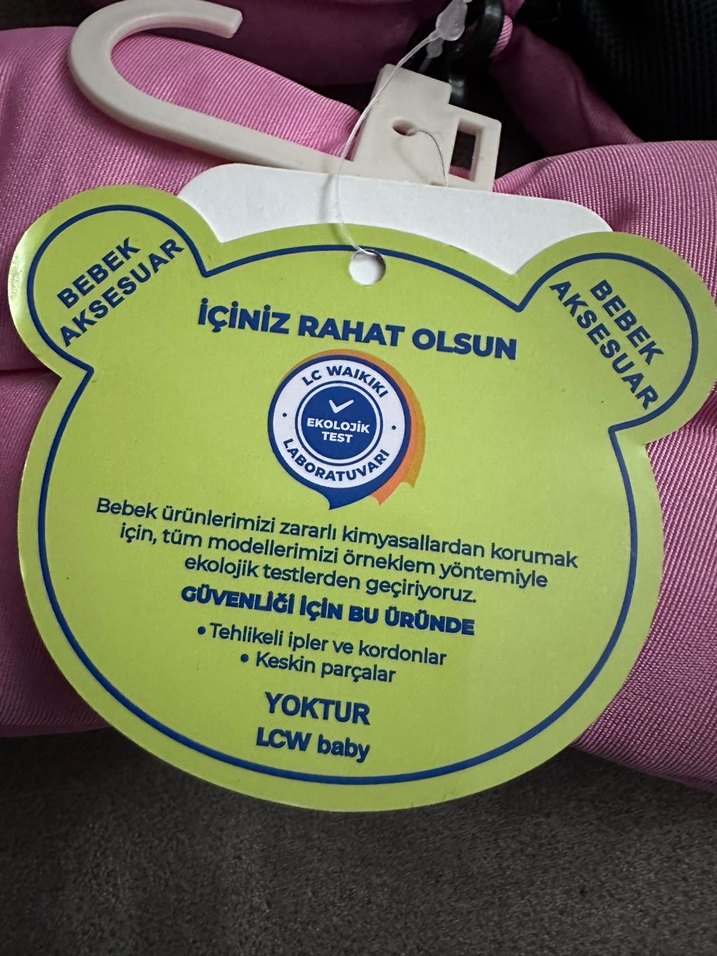 BEBEK
AKSESUAR
BEBEK
AKSESUAR
İÇİNİZ RAHAT OLSUN
LC WAIKIKI
EKOLOJİK
TEST
LABORATUVARI
Bebek ürünlerimizi zararlı kimyasallardan korumak
için, tüm modellerimizi örneklem yöntemiyle
ekolojik testlerden geçiriyoruz.
GÜVENLİĞİ İÇİN BU ÜRÜNDE
• Tehlikeli ipler ve kordonlar
• Keskin parçalar
YOKTUR
LCW baby